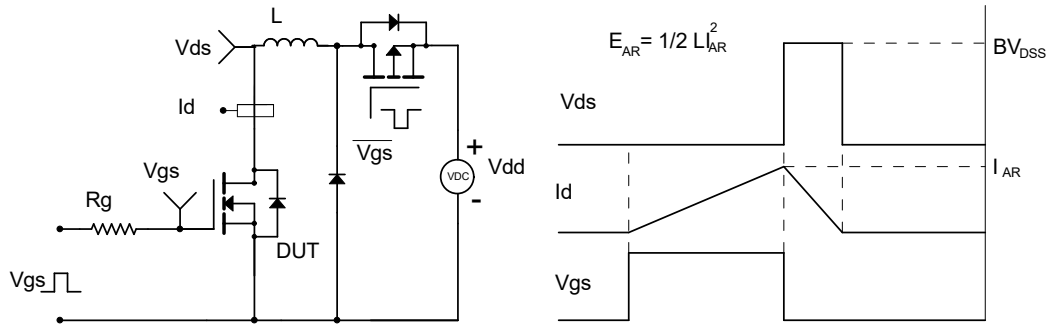 L
Vds
Id
Vgs
Vgs
+
Vdd
VDC
-
Vgs
Rg
DUT
Vgs
E_AR= 1/2 LI_AR^2
BV_DSS
Vds
I_AR
Id
Vgs